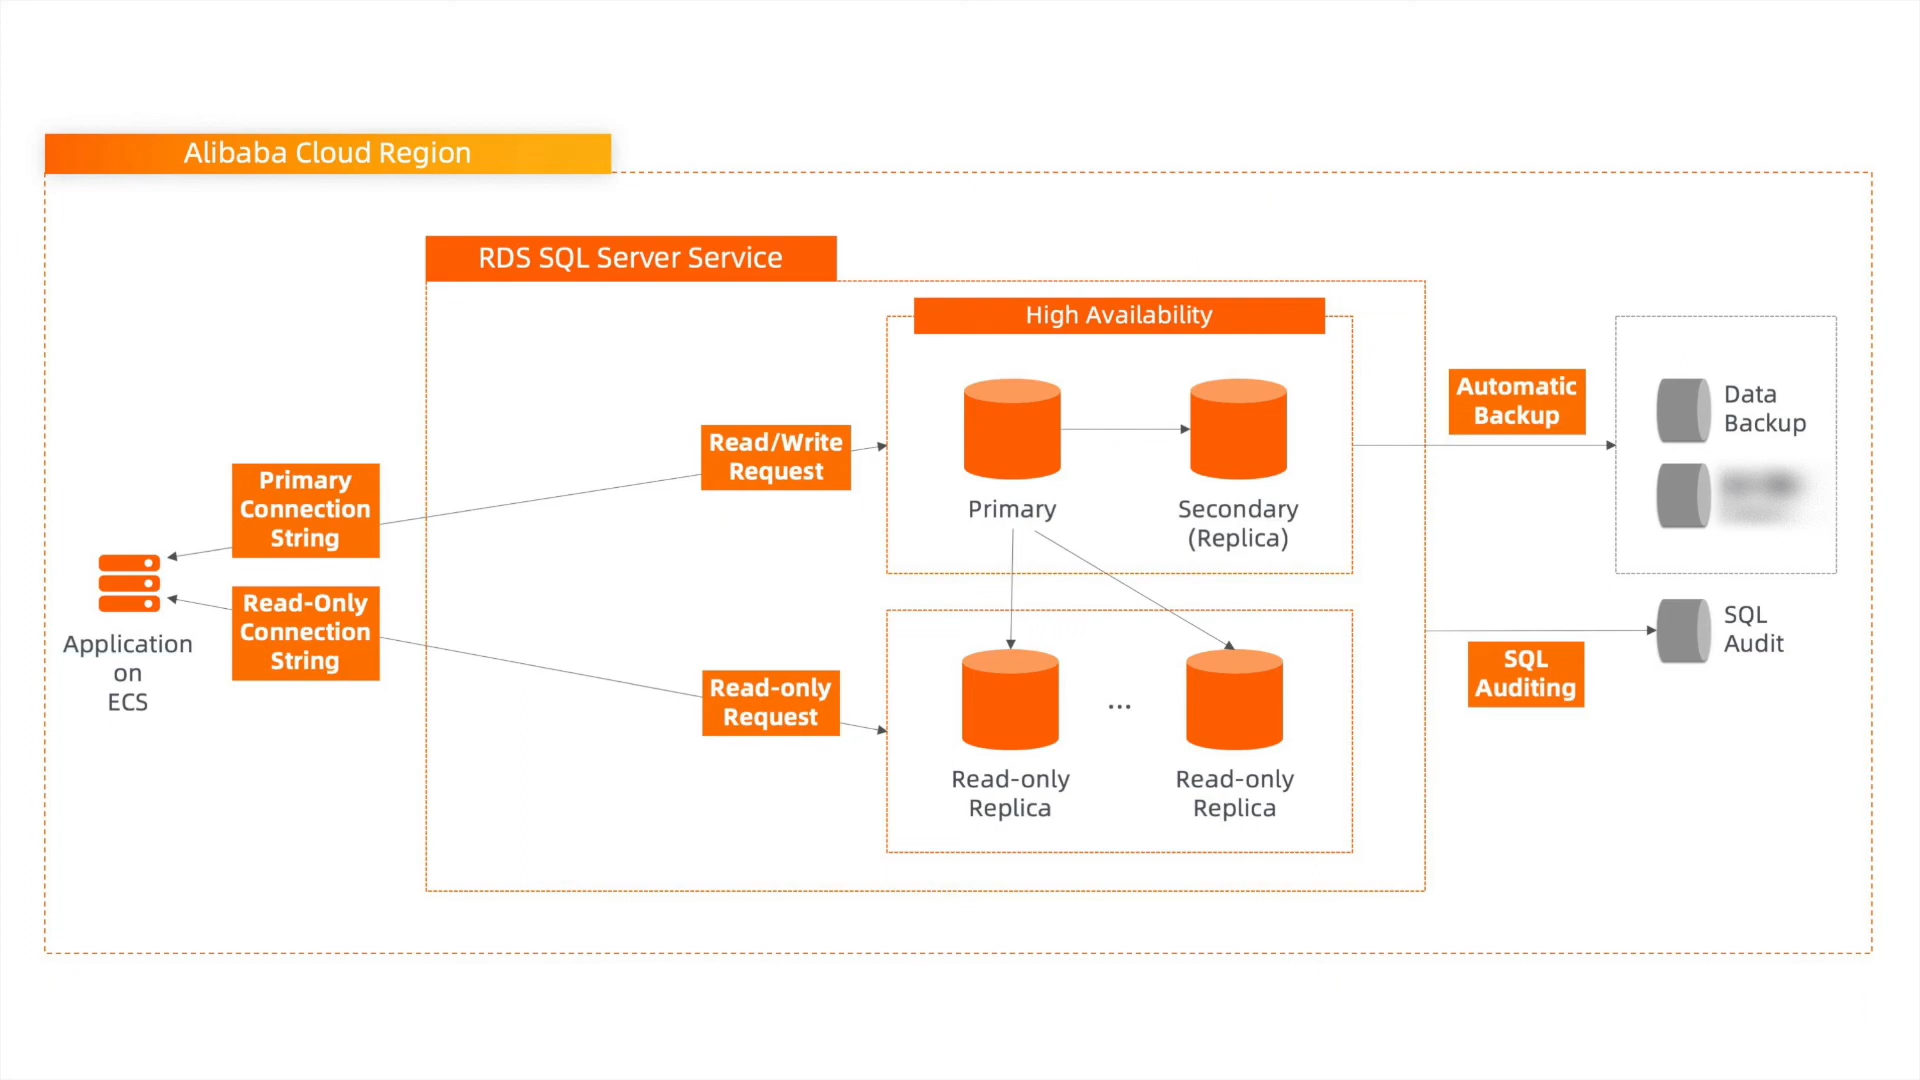 Alibaba Cloud Region
RDS SQL Server Service
High Availability
Primary
Secondary
(Replica)
Read/Write
Request
Primary
Connection
String
Application
on
ECS
Read-Only
Connection
String
Read-only
Request
Read-only
Replica
...
Read-only
Replica
Automatic
Backup
Data
Backup
SQL
Auditing
SQL
Audit